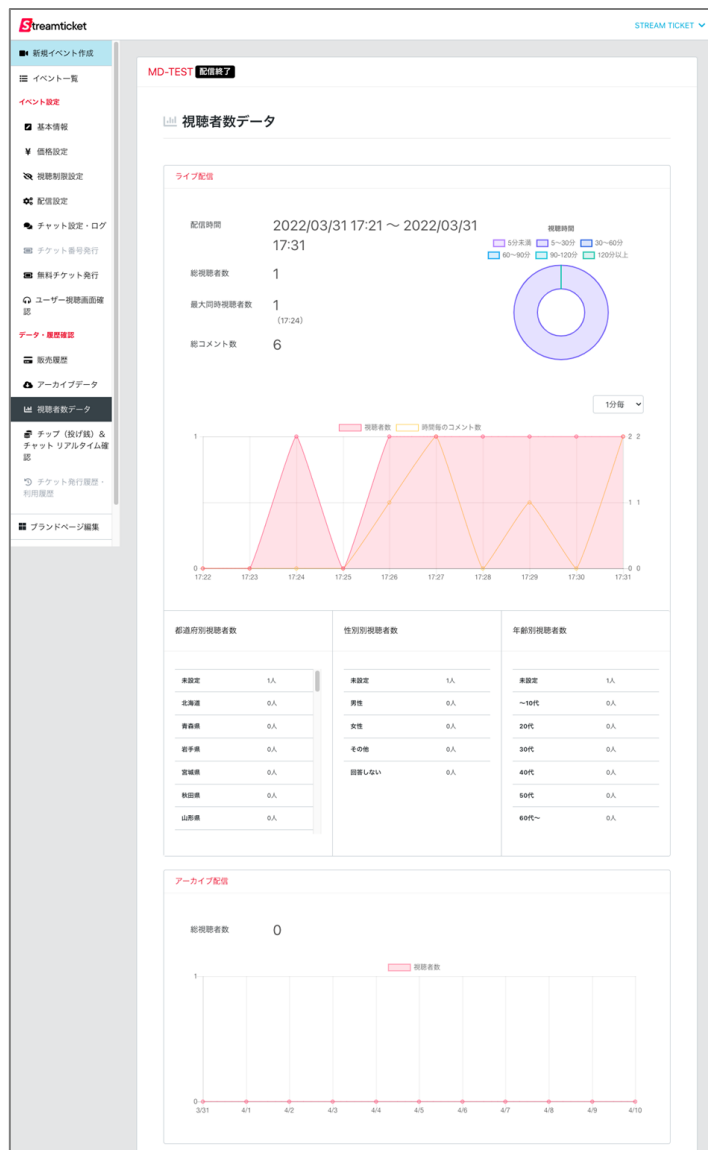 Streamticket
STREAM TICKET
新規イベント作成
イベント一覧
イベント設定
基本情報
価格設定
視聴制限設定
配信設定
チャット設定・ログ
チケット番号発行
無料チケット発行
ユーザー視聴画面確
認
データ・履歴確認
販売履歴
アーカイブデータ
視聴者数データ
チップ（投げ銭）&
チャット リアルタイム確
認
チケット発行履歴・
利用履歴
ブランドページ編集
MD-TEST 配信終了
視聴者数データ
ライブ配信
配信時間 2022/03/31 17:21 〜 2022/03/31
17:31
総視聴者数 1
最大同時視聴者数 1
（17:24）
総コメント数 6
視聴時間
5分未満 5〜30分 30〜60分
60〜90分 90-120分 120分以上
1分毎
視聴者数 時間毎のコメント数
1 2 2
1 1
0 0 0
17:22 17:23 17:24 17:25 17:26 17:27 17:28 17:29 17:30 17:31
都道府別視聴者数
未設定 1人
北海道 0人
青森県 0人
岩手県 0人
宮城県 0人
秋田県 0人
山形県 0人
性別別視聴者数
未設定 1人
男性 0人
女性 0人
その他 0人
回答しない 0人
年齢別視聴者数
未設定 1人
〜10代 0人
20代 0人
30代 0人
40代 0人
50代 0人
60代〜 0人
アーカイブ配信
総視聴者数 0
視聴者数
1
0
3/31 4/1 4/2 4/3 4/4 4/5 4/6 4/7 4/8 4/9 4/10